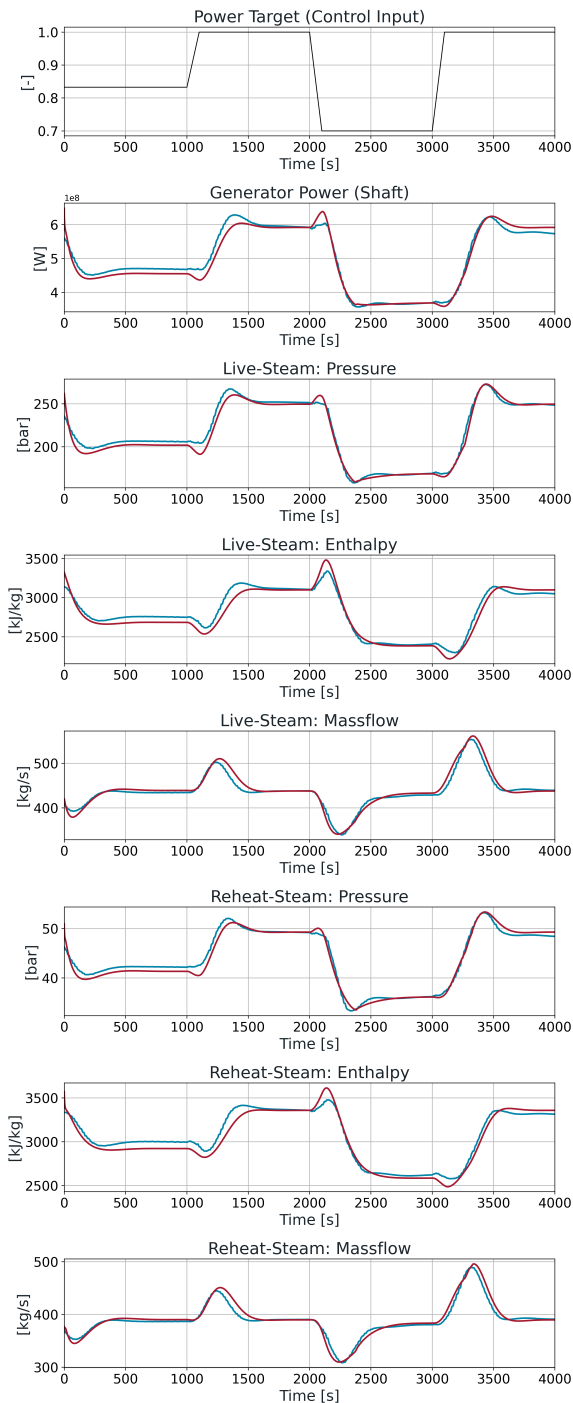 Power Target (Control Input)
1.0
0.9
0.8
0.7
[-]
0 500 1000 1500 2000 2500 3000 3500 4000
Time [s]
Generator Power (Shaft)
1e8
6
5
4
[W]
0 500 1000 1500 2000 2500 3000 3500 4000
Time [s]
Live-Steam: Pressure
250
200
[bar]
0 500 1000 1500 2000 2500 3000 3500 4000
Time [s]
Live-Steam: Enthalpy
3500
3000
2500
[kJ/kg]
0 500 1000 1500 2000 2500 3000 3500 4000
Time [s]
Live-Steam: Massflow
500
400
[kg/s]
0 500 1000 1500 2000 2500 3000 3500 4000
Time [s]
Reheat-Steam: Pressure
50
40
[bar]
0 500 1000 1500 2000 2500 3000 3500 4000
Time [s]
Reheat-Steam: Enthalpy
3500
3000
2500
[kJ/kg]
0 500 1000 1500 2000 2500 3000 3500 4000
Time [s]
Reheat-Steam: Massflow
500
400
300
[kg/s]
0 500 1000 1500 2000 2500 3000 3500 4000
Time [s]